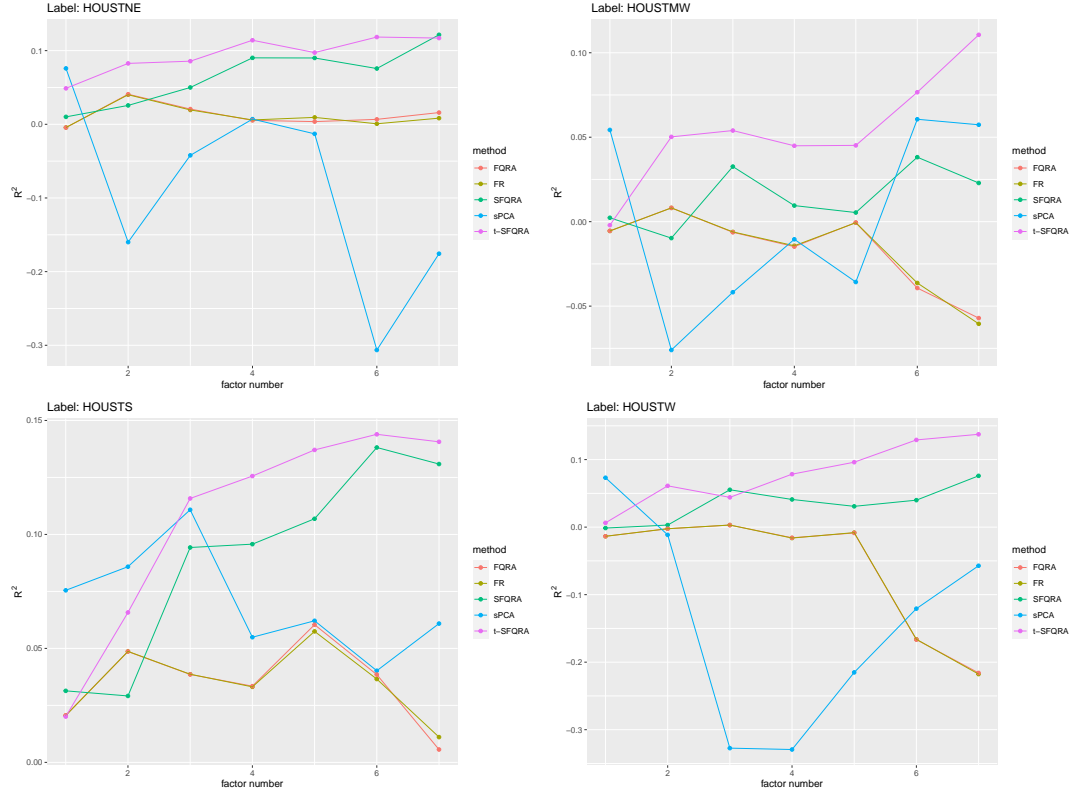 Label: HOUSTNE
0.1
0.0
−0.1
−0.2
−0.3
R²
2
4
6
factor number
method
FQRA
FR
SFQRA
sPCA
t−SFQRA
Label: HOUSTMW
0.10
0.05
0.00
−0.05
R²
2
4
6
factor number
method
FQRA
FR
SFQRA
sPCA
t−SFQRA
Label: HOUSTS
0.15
0.10
0.05
0.00
R²
2
4
6
factor number
method
FQRA
FR
SFQRA
sPCA
t−SFQRA
Label: HOUSTW
0.1
0.0
−0.1
−0.2
−0.3
R²
2
4
6
factor number
method
FQRA
FR
SFQRA
sPCA
t−SFQRA